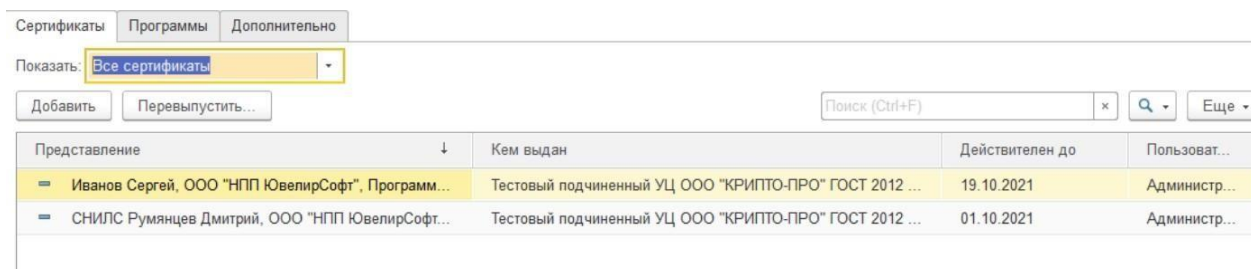 Сертификаты Программы Дополнительно
Показать: Все сертификаты
Добавить Перевыпустить... Поиск (Ctrl+F) × Еще
Представление ↓ Кем выдан Действителен до Пользоват...
Иванов Сергей, ООО "НПП ЮвелирСофт", Программ... Тестовый подчиненный УЦ ООО "КРИПТО-ПРО" ГОСТ 2012 ... 19.10.2021 Администр...
СНИЛС Румянцев Дмитрий, ООО "НПП ЮвелирСофт... Тестовый подчиненный УЦ ООО "КРИПТО-ПРО" ГОСТ 2012 ... 01.10.2021 Администр...